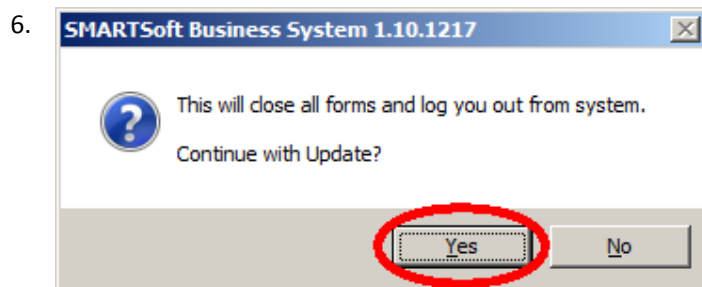 6.
SMARTSoft Business System 1.10.1217
This will close all forms and log you out from system.
Continue with Update?
Yes No